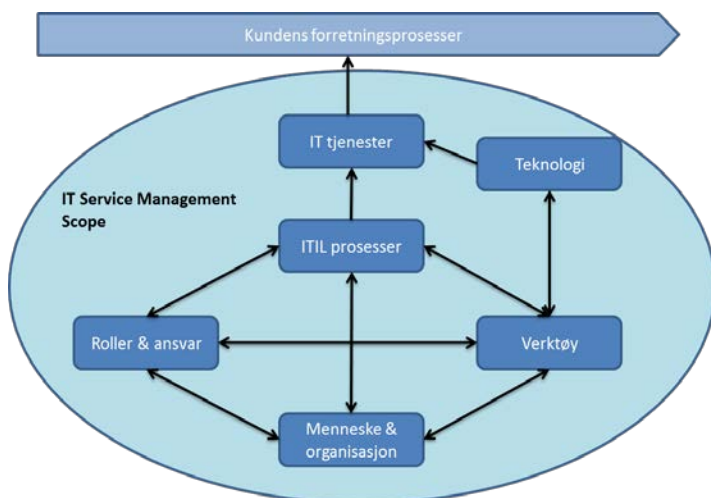 Kundens forretningsprosesser
IT tjenester
Teknologi
IT Service Management
Scope
ITIL prosesser
Roller & ansvar
Verktøy
Menneske &
organisasjon